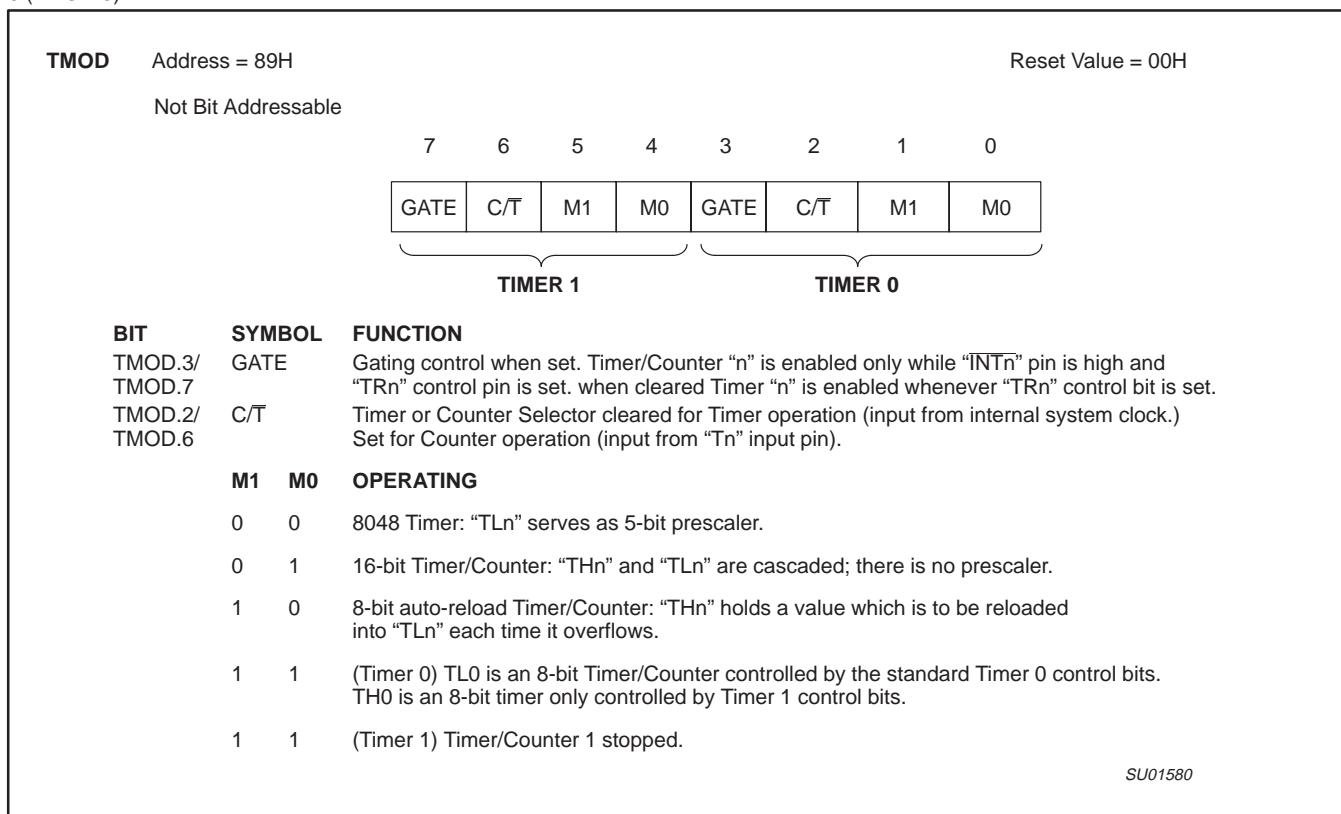 TMOD Address = 89H Reset Value = 00H
Not Bit Addressable
7 6 5 4 3 2 1 0
GATE C/T̅ M1 M0 GATE C/T̅ M1 M0
TIMER 1 TIMER 0
BIT SYMBOL FUNCTION
TMOD.3/ GATE Gating control when set. Timer/Counter “n” is enabled only while “I̅N̅T̅n̅” pin is high and
TMOD.7 “TRn” control pin is set. when cleared Timer “n” is enabled whenever “TRn” control bit is set.
TMOD.2/ C/T̅ Timer or Counter Selector cleared for Timer operation (input from internal system clock.)
TMOD.6 Set for Counter operation (input from “Tn” input pin).
M1 M0 OPERATING
0 0 8048 Timer: “TLn” serves as 5-bit prescaler.
0 1 16-bit Timer/Counter: “THn” and “TLn” are cascaded; there is no prescaler.
1 0 8-bit auto-reload Timer/Counter: “THn” holds a value which is to be reloaded
into “TLn” each time it overflows.
1 1 (Timer 0) TL0 is an 8-bit Timer/Counter controlled by the standard Timer 0 control bits.
TH0 is an 8-bit timer only controlled by Timer 1 control bits.
1 1 (Timer 1) Timer/Counter 1 stopped.
SU01580